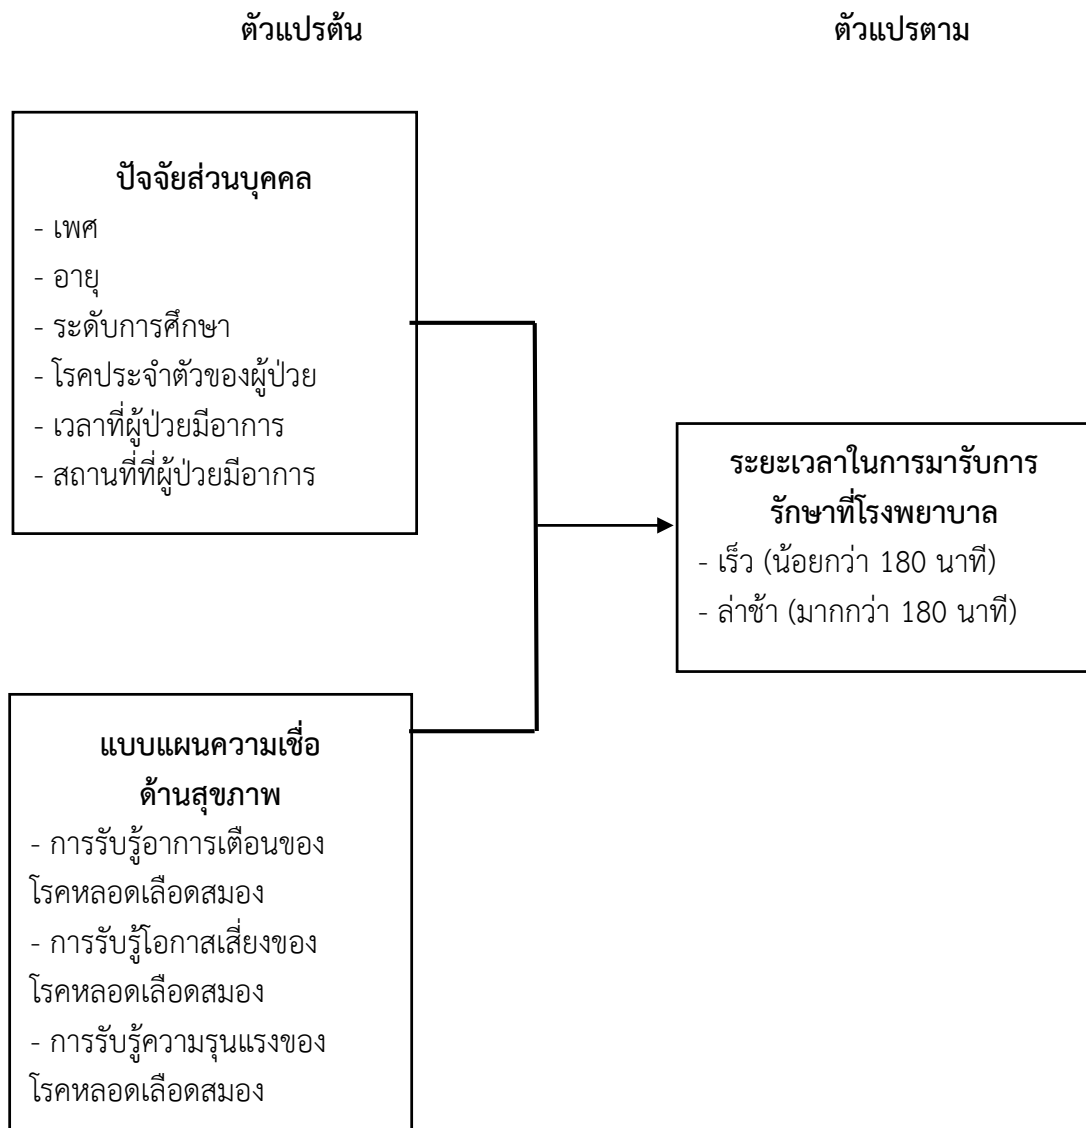 ตัวแปรต้น
ตัวแปรตาม
ปัจจัยส่วนบุคคล
- เพศ
- อายุ
- ระดับการศึกษา
- โรคประจำตัวของผู้ป่วย
- เวลาที่ผู้ป่วยมีอาการ
- สถานที่ที่ผู้ป่วยมีอาการ
ระยะเวลาในการมารับการ
รักษาที่โรงพยาบาล
- เร็ว (น้อยกว่า 180 นาที)
- ล่าช้า (มากกว่า 180 นาที)
แบบแผนความเชื่อ
ด้านสุขภาพ
- การรับรู้อาการเตือนของ
โรคหลอดเลือดสมอง
- การรับรู้โอกาสเสี่ยงของ
โรคหลอดเลือดสมอง
- การรับรู้ความรุนแรงของ
โรคหลอดเลือดสมอง